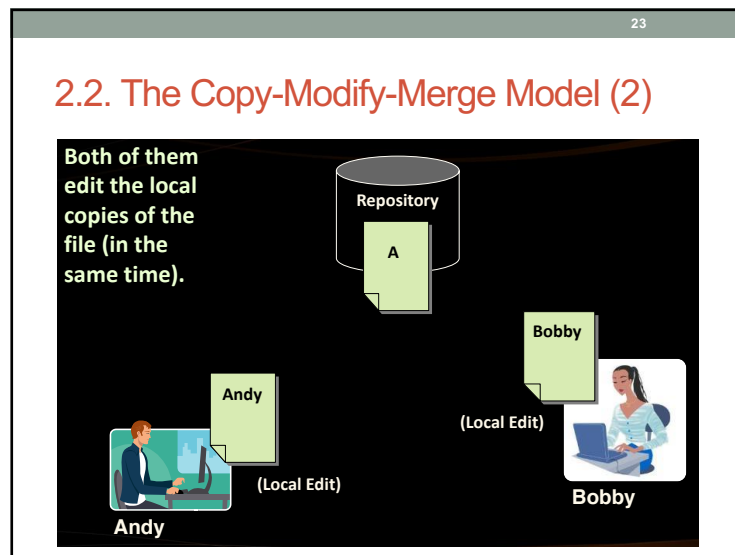 23
2.2. The Copy-Modify-Merge Model (2)
Both of them
edit the local
copies of the
file (in the
same time).
Repository
A
Bobby
Andy
(Local Edit)
(Local Edit)
Bobby
Andy